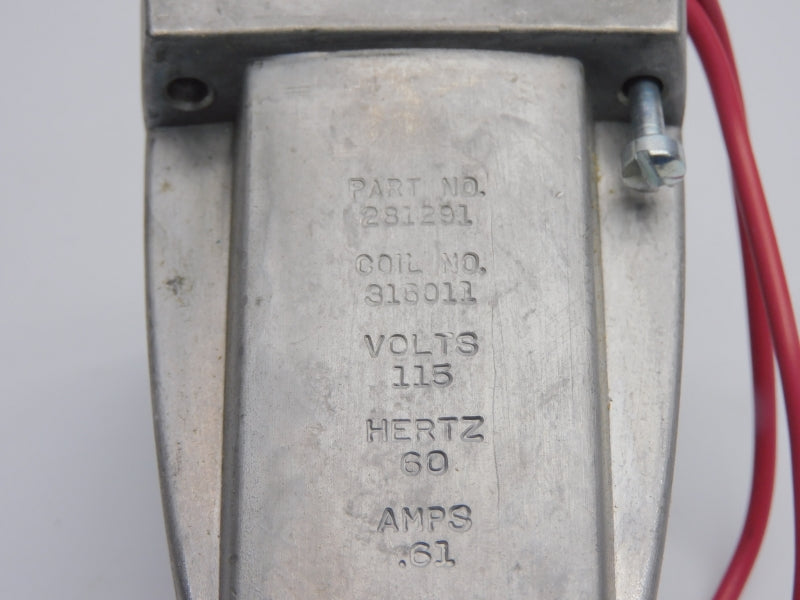 PART NO.
281291
COIL NO.
316011
VOLTS
115
HERTZ
60
AMPS
.61